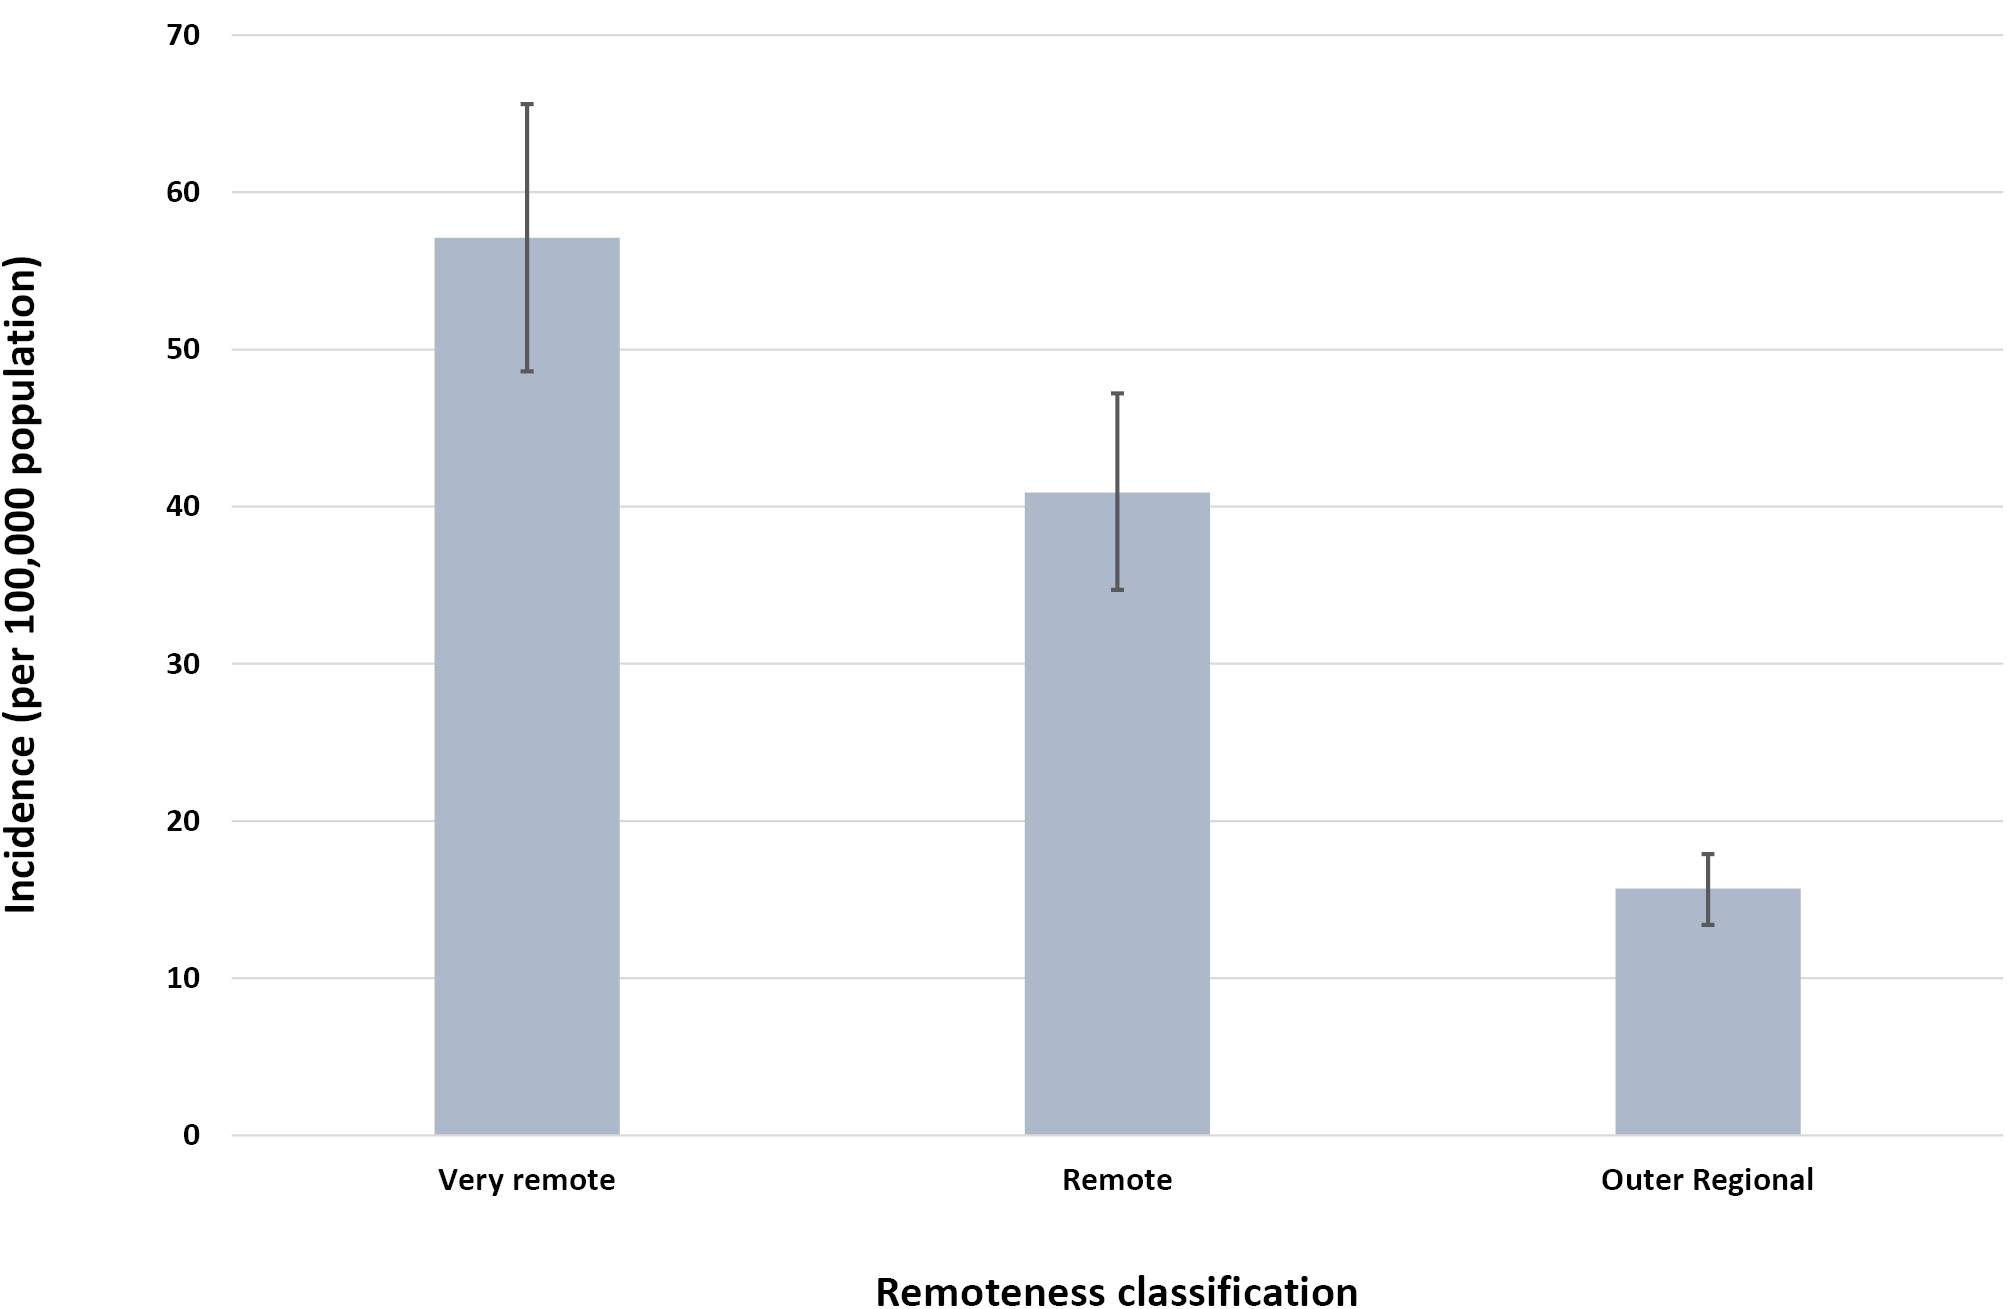 70
60
50
40
30
20
10
0
Incidence (per 100,000 population)
Very remote
Remote
Outer Regional
Remoteness classification